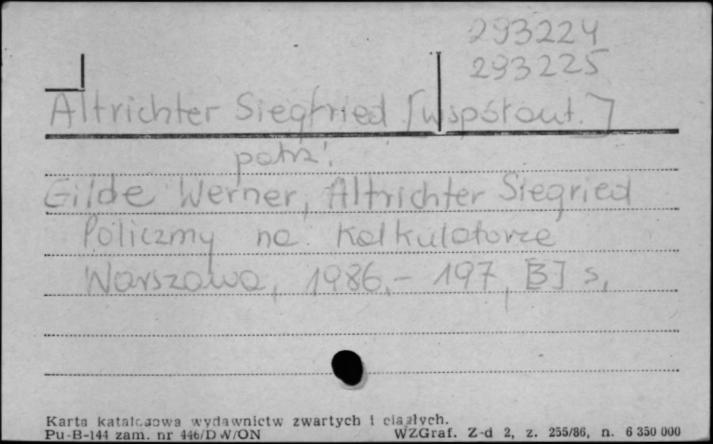 293224
293225
Altrichter Siegfried [współaut.]
patrz:
Gilde Werner, Altrichter Siegried
Policzmy na kalkulatorze
Warszawa, 1986.- 197, [3] s.
Karta katalogowa wydawnictw zwartych i ciągłych.
Pu-B-144 zam. nr 446/DW/ON WZGraf. Z-d 2, z. 255/86, n. 6 350 000